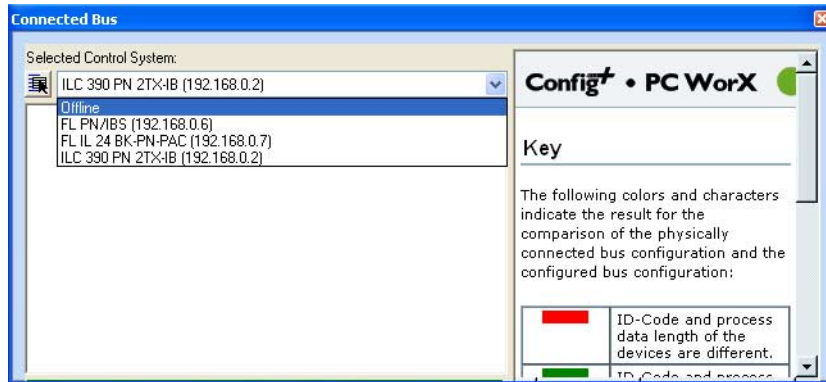 Connected Bus
Selected Control System:
ILC 390 PN 2TX-IB (192.168.0.2)
Offline
FL PN/IBS (192.168.0.6)
FL IL 24 BK-PN-PAC (192.168.0.7)
ILC 390 PN 2TX-IB (192.168.0.2)
Config+ • PC WorX
Key
The following colors and characters
indicate the result for the
comparison of the physically
connected bus configuration and the
configured bus configuration:
ID-Code and process
data length of the
devices are different.
ID-Code and process